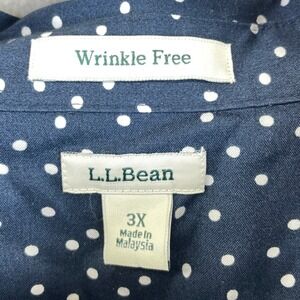 Wrinkle Free
L.L.Bean
3X
Made In
Malaysia